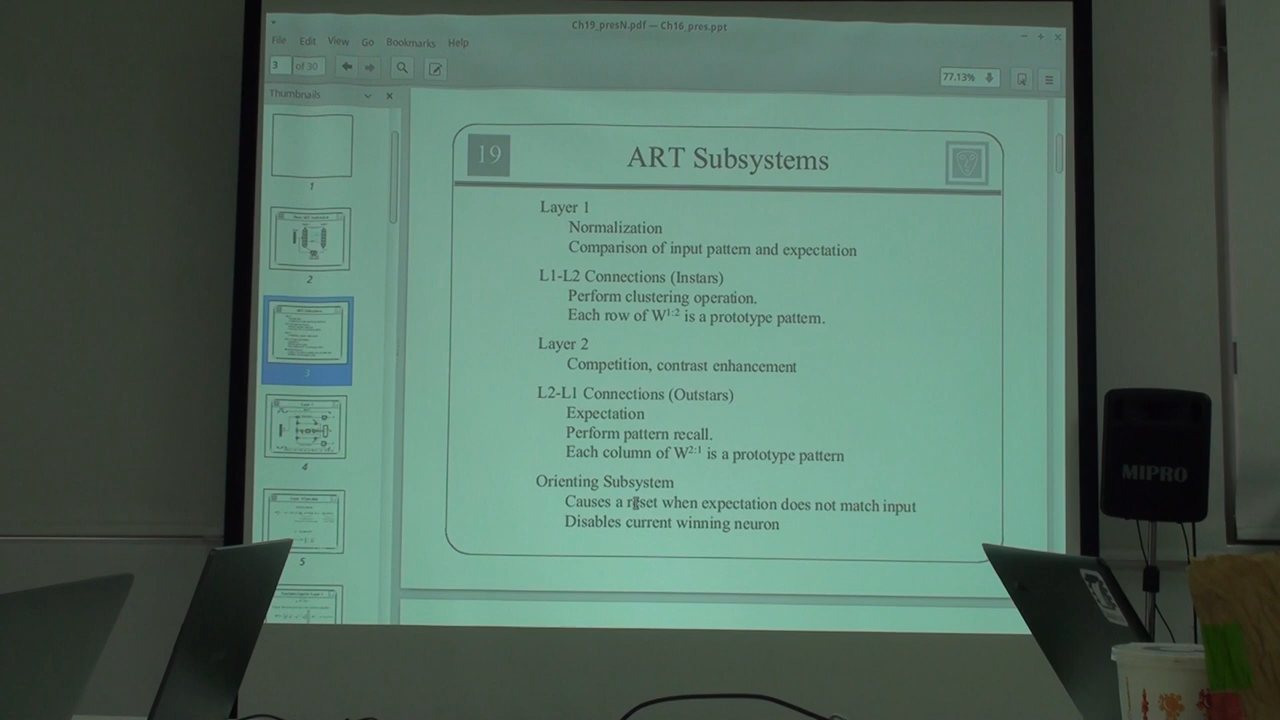 Ch19_presN.pdf — Ch16_pres.ppt
File Edit View Go Bookmarks Help
3 of 30
77.13%
Thumbnails
1
2
3
4
5
19
ART Subsystems
Layer 1
Normalization
Comparison of input pattern and expectation
L1-L2 Connections (Instars)
Perform clustering operation.
Each row of W1:2 is a prototype pattern.
Layer 2
Competition, contrast enhancement
L2-L1 Connections (Outstars)
Expectation
Perform pattern recall.
Each column of W2:1 is a prototype pattern
Orienting Subsystem
Causes a reset when expectation does not match input
Disables current winning neuron
MIPRO